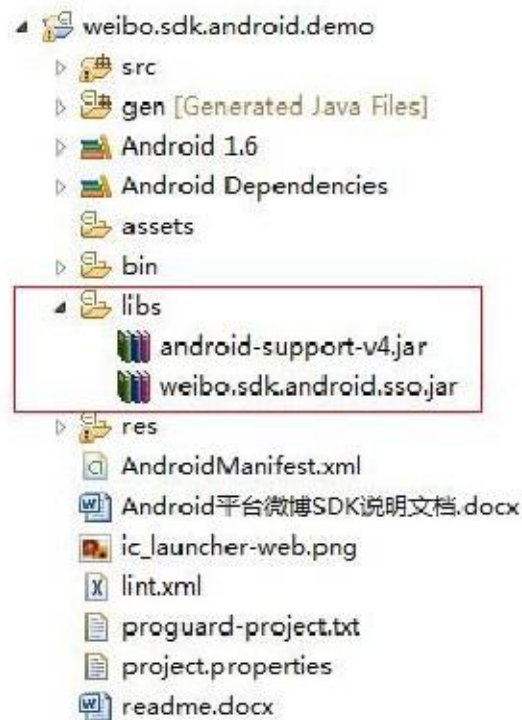 weibo.sdk.android.demo
src
gen [Generated Java Files]
Android 1.6
Android Dependencies
assets
bin
libs
android-support-v4.jar
weibo.sdk.android.sso.jar
res
AndroidManifest.xml
Android平台微博SDK说明文档.docx
ic_launcher-web.png
lint.xml
proguard-project.txt
project.properties
readme.docx